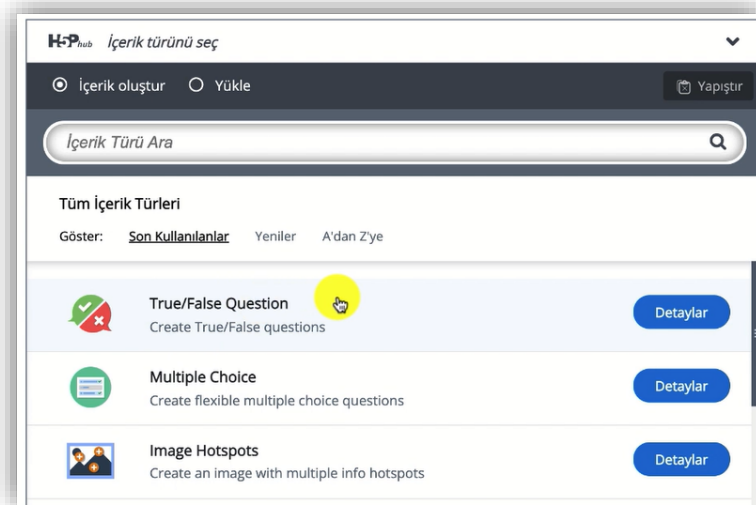 H5Phub İçerik türünü seç
İçerik oluştur Yükle Yapıştır
İçerik Türü Ara
Tüm İçerik Türleri
Göster: Son Kullanılanlar Yeniler A'dan Z'ye
True/False Question
Create True/False questions
Detaylar
Multiple Choice
Create flexible multiple choice questions
Detaylar
Image Hotspots
Create an image with multiple info hotspots
Detaylar